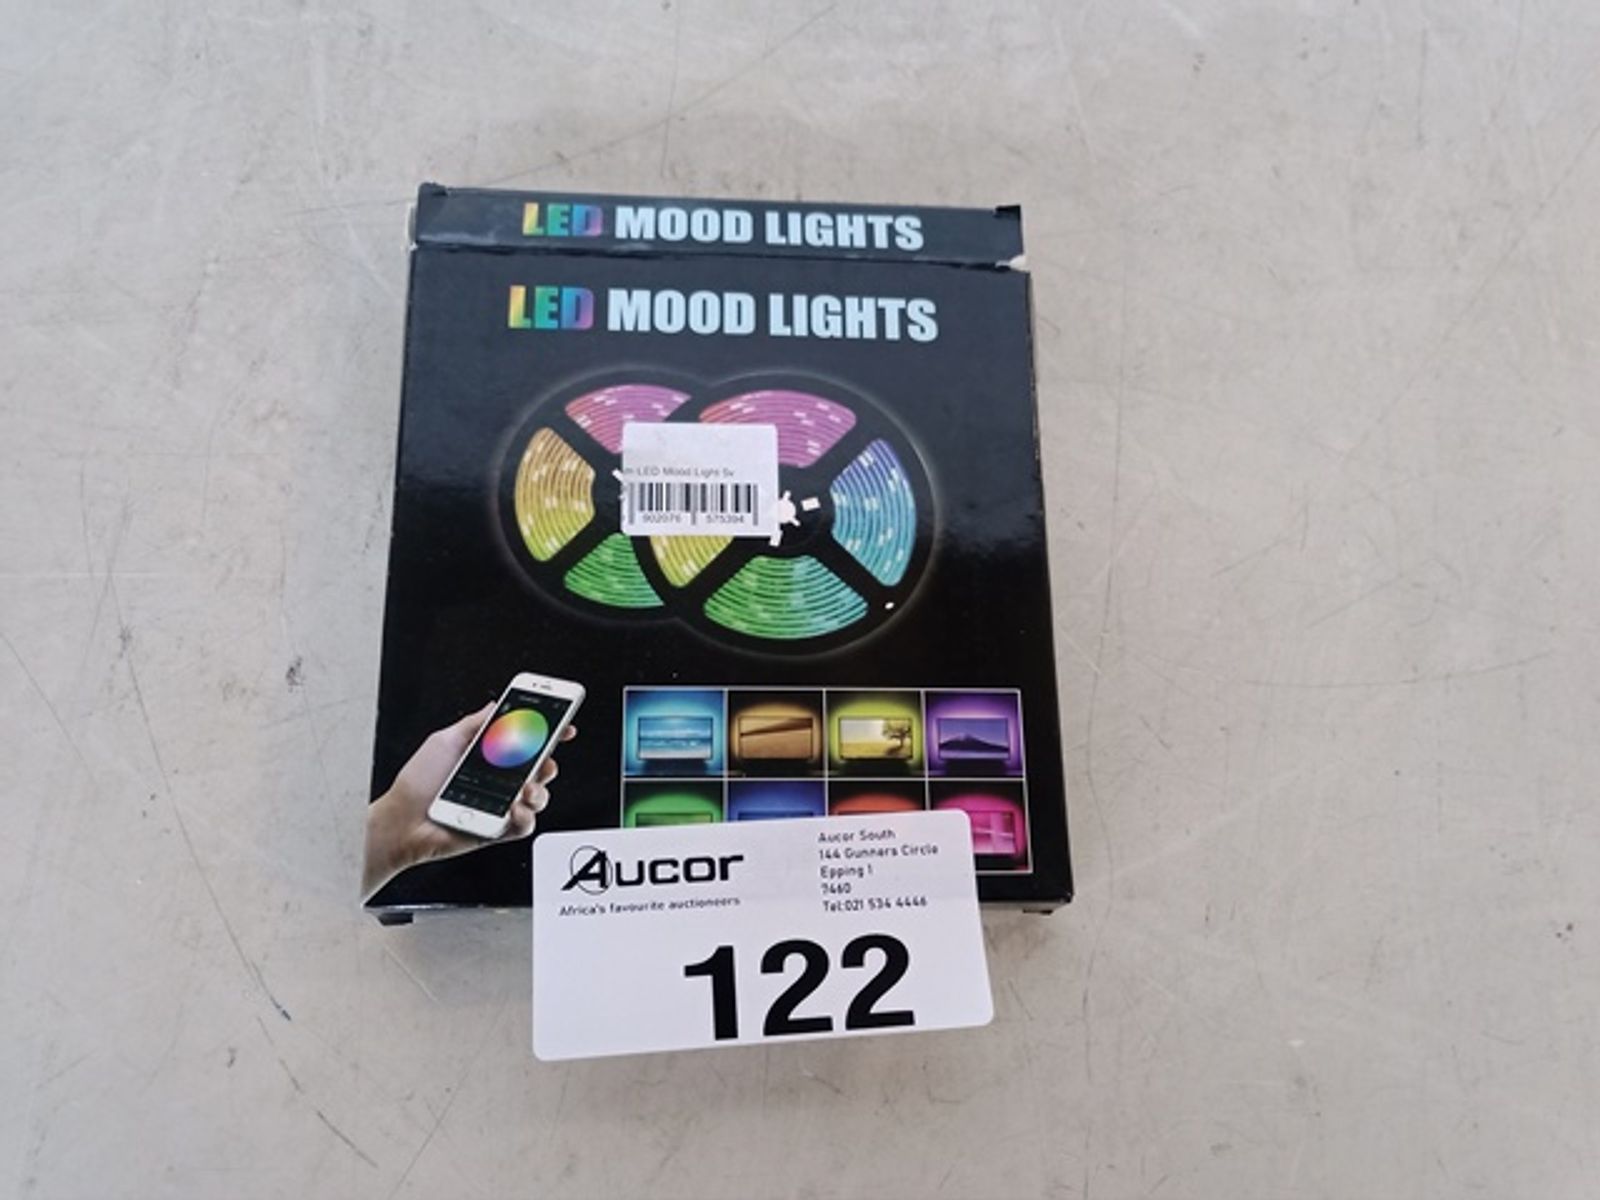 LED MOOD LIGHTS
LED MOOD LIGHTS
LED Mood Light 5v
902076 575394
Aucor
Africa's favourite auctioneers
Aucor South
144 Gunners Circle
Epping 1
7460
Tel:021 534 4446
122